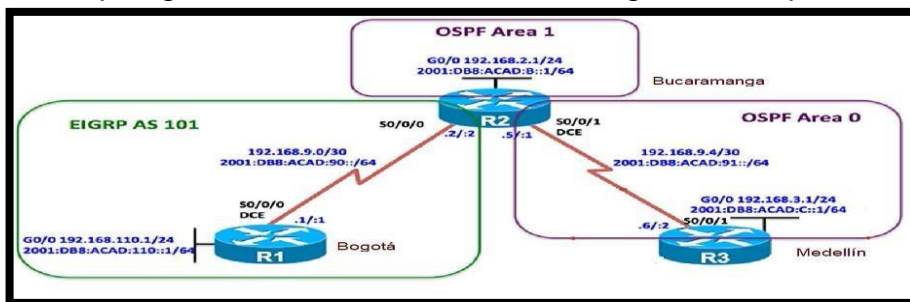 OSPF Area 1
G0/0 192.168.2.1/24
2001:DB8:ACAD:B::1/64
Bucaramanga
EIGRP AS 101
S0/0/0
R2
S0/0/1
DCE
OSPF Area 0
.2/:2
.5/:1
192.168.9.0/30
2001:DB8:ACAD:90::/64
192.168.9.4/30
2001:DB8:ACAD:91::/64
S0/0/0
DCE
.1/:1
G0/0 192.168.3.1/24
2001:DB8:ACAD:C::1/64
.6/:2
S0/0/1
G0/0 192.168.110.1/24
2001:DB8:ACAD:110::1/64
R1
Bogotá
R3
Medellín